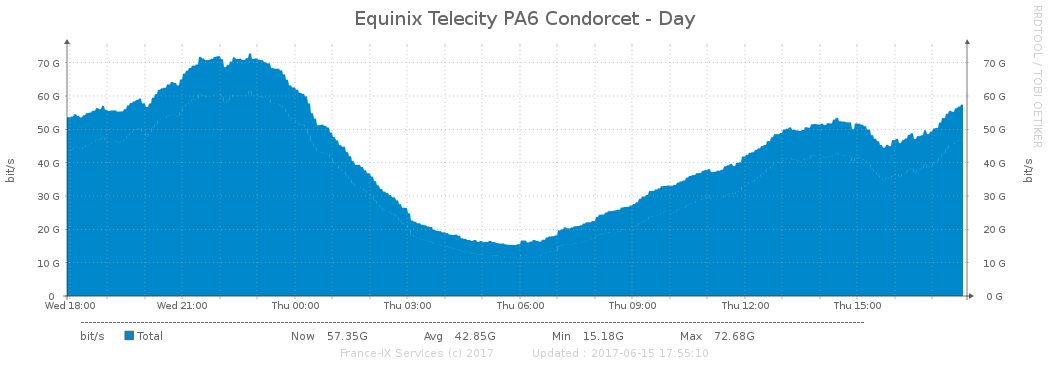 Equinix Telecity PA6 Condorcet - Day
RRDTOOL / TOBI OETIKER
bit/s
bit/s
70 G 70 G
60 G 60 G
50 G 50 G
40 G 40 G
30 G 30 G
20 G 20 G
10 G 10 G
0 0 G
Wed 18:00 Wed 21:00 Thu 00:00 Thu 03:00 Thu 06:00 Thu 09:00 Thu 12:00 Thu 15:00
bit/s Total Now 57.35G Avg 42.85G Min 15.18G Max 72.68G
France-IX Services (c) 2017 Updated : 2017-06-15 17:55:10